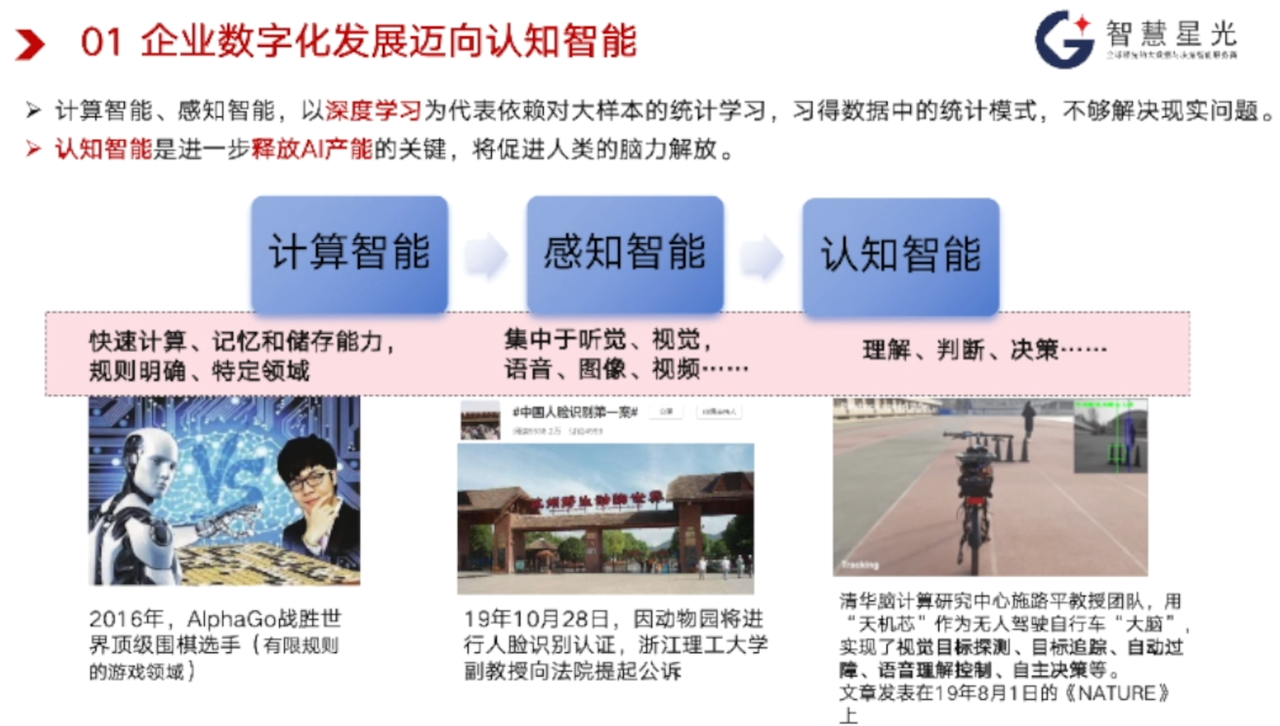 01 企业数字化发展迈向认知智能
智慧星光
➢ 计算智能、感知智能，以深度学习为代表依赖对大样本的统计学习，习得数据中的统计模式，不够解决现实问题。
➢ 认知智能是进一步释放AI产能的关键，将促进人类的脑力解放。
计算智能
感知智能
认知智能
快速计算、记忆和储存能力，
规则明确、特定领域
集中于听觉、视觉，
语音、图像、视频……
理解、判断、决策……
VS
#中国人脸识别第一案#
杭州野生动物世界
Tracking
2016年，AlphaGo战胜世
界顶级围棋选手（有限规则
的游戏领域）
19年10月28日，因动物园将进
行人脸识别认证，浙江理工大学
副教授向法院提起公诉
清华脑计算研究中心施路平教授团队，用
“天机芯”作为无人驾驶自行车“大脑”，
实现了视觉目标探测、目标追踪、自动过
障、语音理解控制、自主决策等。
文章发表在19年8月1日的《NATURE》
上